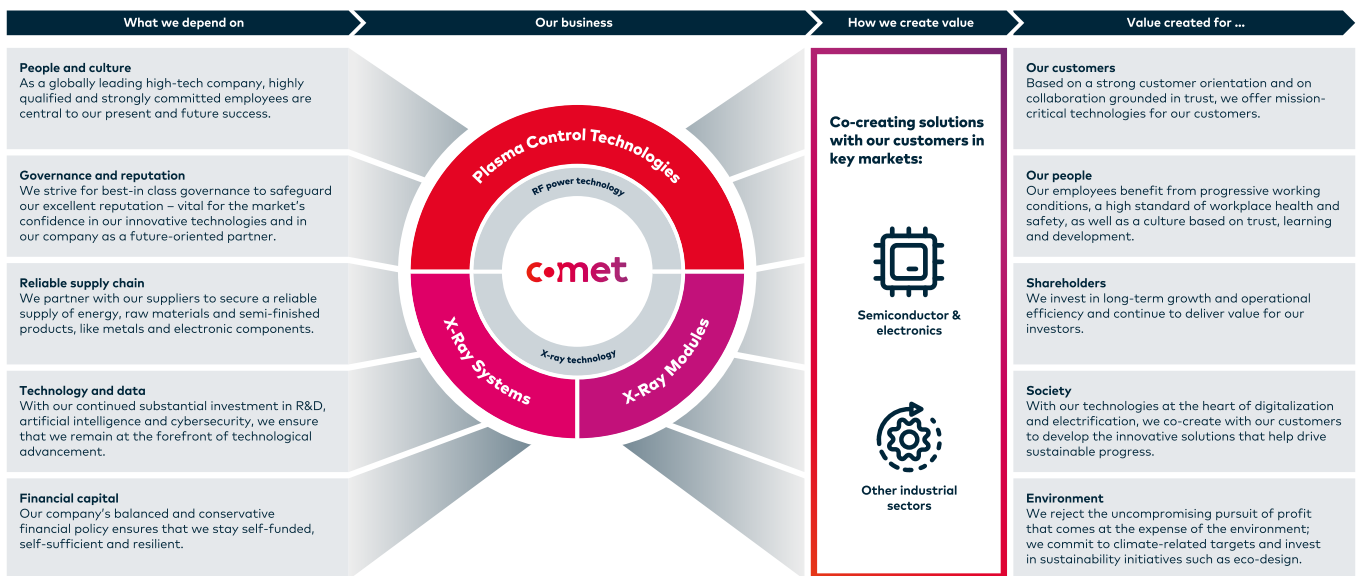 What we depend on
Our business
How we create value
Value created for ...
People and culture
As a globally leading high-tech company, highly
qualified and strongly committed employees are
central to our present and future success.
Governance and reputation
We strive for best-in class governance to safeguard
our excellent reputation – vital for the market's
confidence in our innovative technologies and in
our company as a future-oriented partner.
Reliable supply chain
We partner with our suppliers to secure a reliable
supply of energy, raw materials and semi-finished
products, like metals and electronic components.
Technology and data
With our continued substantial investment in R&D,
artificial intelligence and cybersecurity, we ensure
that we remain at the forefront of technological
advancement.
Financial capital
Our company's balanced and conservative
financial policy ensures that we stay self-funded,
self-sufficient and resilient.
Plasma Control Technologies
RF power technology
comet
X-ray technology
X-Ray Systems
X-Ray Modules
Co-creating solutions
with our customers in
key markets:
Semiconductor &
electronics
Other industrial
sectors
Our customers
Based on a strong customer orientation and on
collaboration grounded in trust, we offer mission-
critical technologies for our customers.
Our people
Our employees benefit from progressive working
conditions, a high standard of workplace health and
safety, as well as a culture based on trust, learning
and development.
Shareholders
We invest in long-term growth and operational
efficiency and continue to deliver value for our
investors.
Society
With our technologies at the heart of digitalization
and electrification, we co-create with our customers
to develop the innovative solutions that help drive
sustainable progress.
Environment
We reject the uncompromising pursuit of profit
that comes at the expense of the environment;
we commit to climate-related targets and invest
in sustainability initiatives such as eco-design.